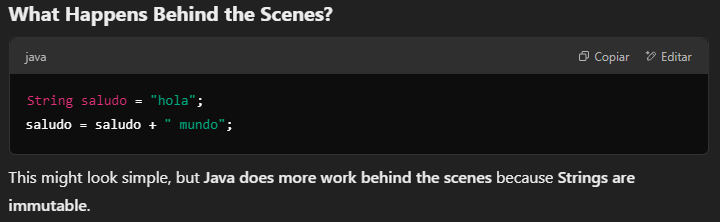 What Happens Behind the Scenes?
java Copiar Editar
String saludo = "hola";
saludo = saludo + " mundo";
This might look simple, but Java does more work behind the scenes because Strings are
immutable.